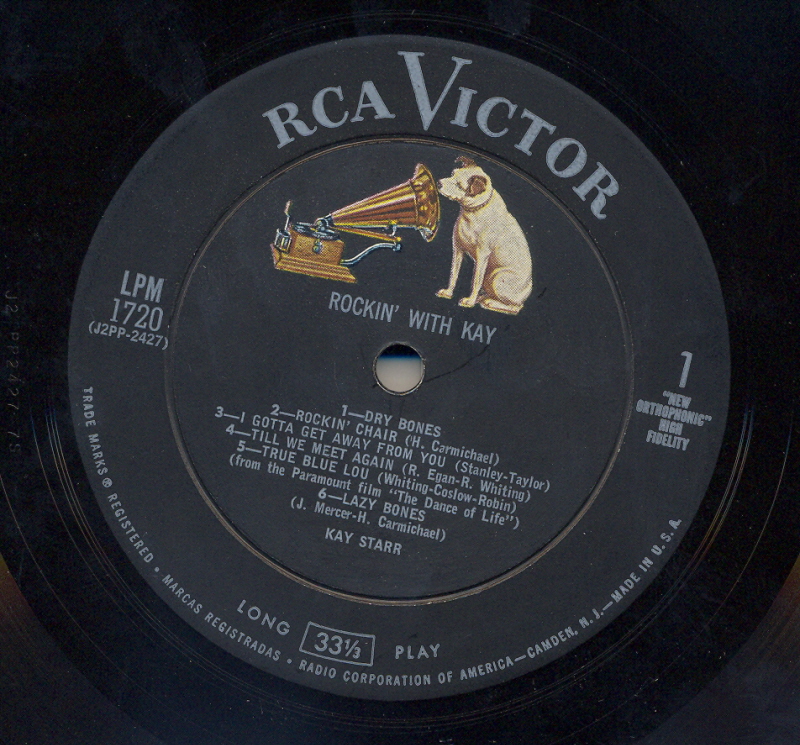 RCA VICTOR
ROCKIN' WITH KAY
LPM
1720
(J2PP-2427)
1
"NEW
ORTHOPHONIC"
HIGH
FIDELITY
1—DRY BONES
2—ROCKIN' CHAIR (H. Carmichael)
3—I GOTTA GET AWAY FROM YOU (Stanley-Taylor)
4—TILL WE MEET AGAIN (R. Egan-R. Whiting)
5—TRUE BLUE LOU (Whiting-Coslow-Robin)
(from the Paramount film "The Dance of Life")
6—LAZY BONES
(J. Mercer-H. Carmichael)
KAY STARR
LONG 33⅓ PLAY
TRADE MARKS ® REGISTERED • MARCAS REGISTRADAS • RADIO CORPORATION OF AMERICA—CAMDEN, N. J.—MADE IN U. S. A.